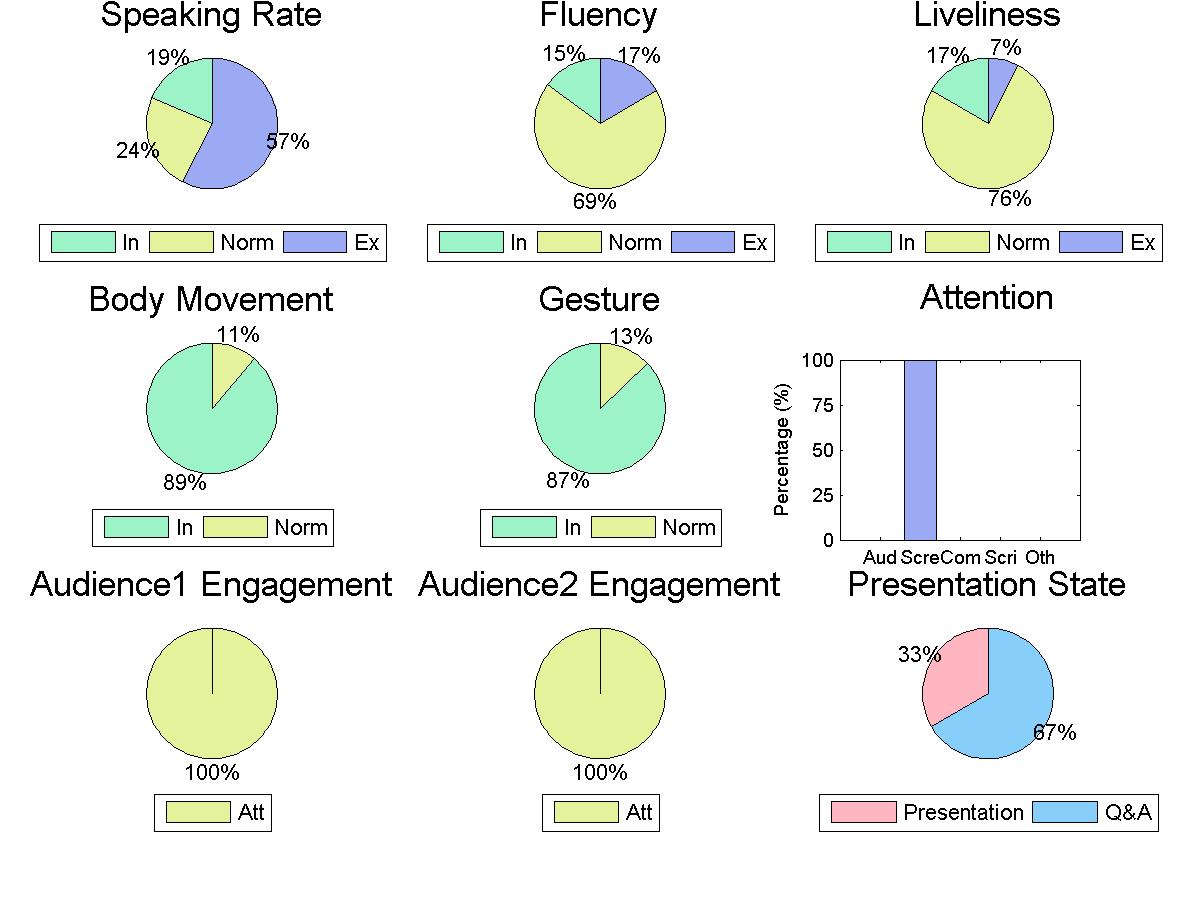 Speaking Rate
19%
24%
57%
In Norm Ex
Fluency
15%
17%
69%
In Norm Ex
Liveliness
17%
7%
76%
In Norm Ex
Body Movement
11%
89%
In Norm
Gesture
13%
87%
In Norm
Attention
Percentage (%)
100
75
50
25
0
Aud Scre Com Scri Oth
Audience1 Engagement
100%
Att
Audience2 Engagement
100%
Att
Presentation State
33%
67%
Presentation Q&A